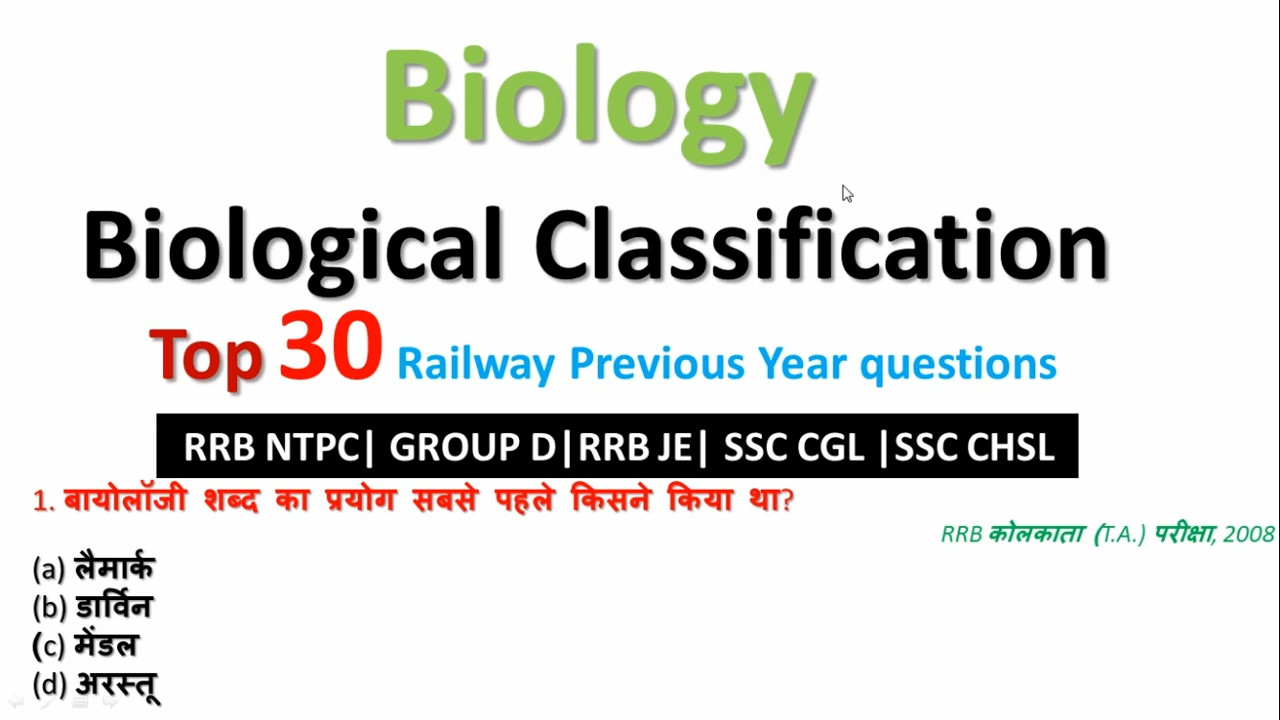 Biology
Biological Classification
Top 30 Railway Previous Year questions
RRB NTPC| GROUP D|RRB JE| SSC CGL |SSC CHSL
1. बायोलॉजी शब्द का प्रयोग सबसे पहले किसने किया था?
RRB कोलकाता (T.A.) परीक्षा, 2008
(a) लैमार्क
(b) डार्विन
(c) मेंडल
(d) अरस्तू